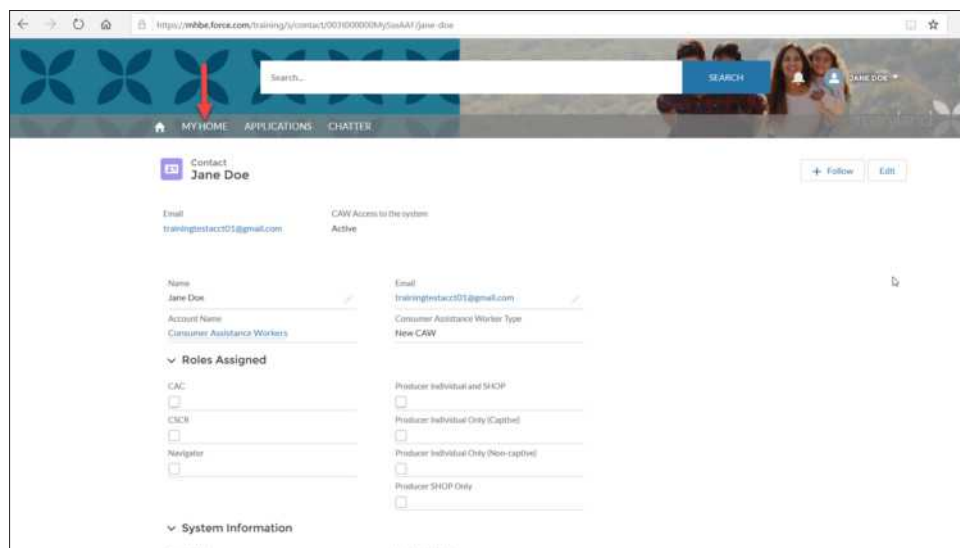 https://mhbe.force.com/training/s/contact/
Search...
SEARCH
JANE DOE
MY HOME APPLICATIONS CHATTER
Contact
Jane Doe
+ Follow Edit
Email CAW Access to the system
trainingtestacct01@gmail.com Active
Name Email
Jane Doe trainingtestacct01@gmail.com
Account Name Consumer Assistance Worker Type
Consumer Assistance Workers New CAW
Roles Assigned
CAC Producer Individual and SHOP
CSCR Producer Individual Only (Captive)
Navigator Producer Individual Only (Non-captive)
Producer SHOP Only
System Information